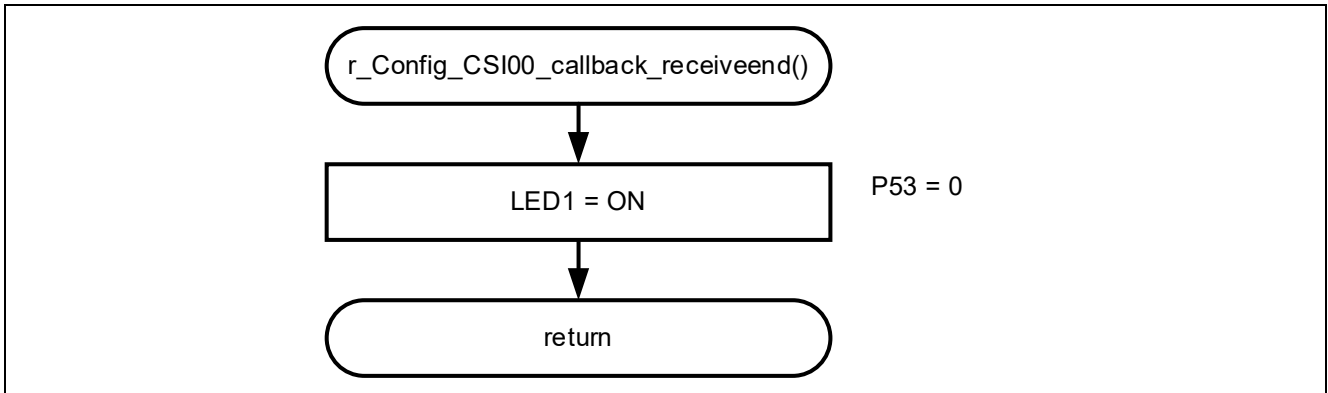 r_Config_CSI00_callback_receiveend()
LED1 = ON
P53 = 0
return